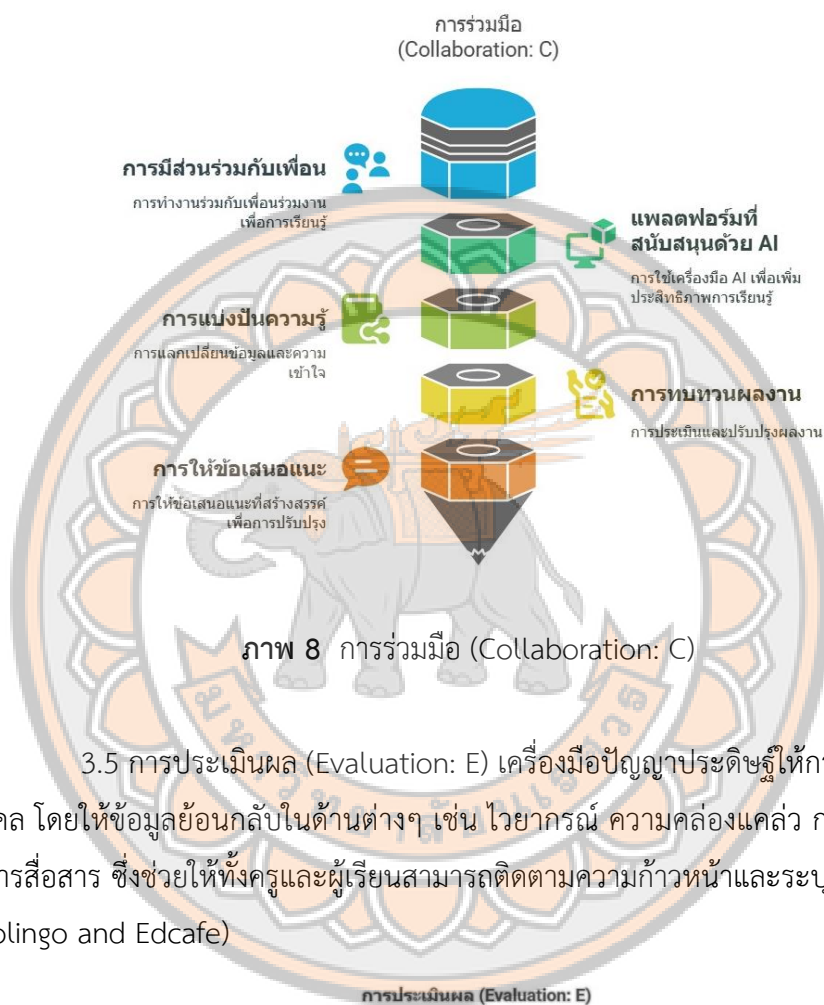 การร่วมมือ
(Collaboration: C)
การมีส่วนร่วมกับเพื่อน
การทำงานร่วมกับเพื่อนร่วมงาน
เพื่อการเรียนรู้
แพลตฟอร์มที่
สนับสนุนด้วย AI
การใช้เครื่องมือ AI เพื่อเพิ่ม
ประสิทธิภาพการเรียนรู้
การแบ่งปันความรู้
การแลกเปลี่ยนข้อมูลและความ
เข้าใจ
การทบทวนผลงาน
การประเมินและปรับปรุงผลงาน
การให้ข้อเสนอแนะ
การให้ข้อเสนอแนะที่สร้างสรรค์
เพื่อการปรับปรุง
ภาพ 8 การร่วมมือ (Collaboration: C)
มหาวิทยาลัยนเรศวร
3.5 การประเมินผล (Evaluation: E) เครื่องมือปัญญาประดิษฐ์ให้
คล โดยให้ข้อมูลย้อนกลับในด้านต่างๆ เช่น ไวยากรณ์ ความคล่องแคล่ว
ารสื่อสาร ซึ่งช่วยให้ทั้งครูและผู้เรียนสามารถติดตามความก้าวหน้าและระบุ
olingo and Edcafe)
การประเมินผล (Evaluation: E)